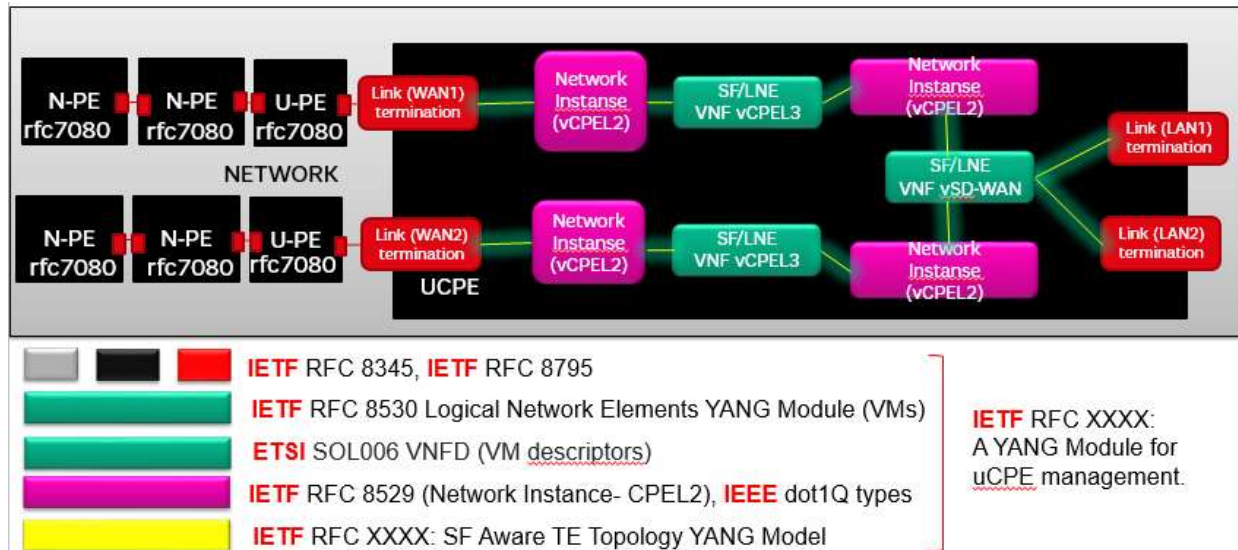 N-PE
rfc7080
N-PE
rfc7080
U-PE
rfc7080
Link (WAN1)
termination
Network
Instanse
(vCPEL2)
SF/LNE
VNF vCPEL3
Network
Instanse
(vCPEL2)
Link (LAN1)
termination
NETWORK
SF/LNE
VNF vSD-WAN
N-PE
rfc7080
N-PE
rfc7080
U-PE
rfc7080
Link (WAN2)
termination
Network
Instanse
(vCPEL2)
SF/LNE
VNF vCPEL3
Network
Instanse
(vCPEL2)
Link (LAN2)
termination
UCPE
IETF RFC 8345, IETF RFC 8795
IETF RFC 8530 Logical Network Elements YANG Module (VMs)
ETSI SOL006 VNFD (VM descriptors)
IETF RFC 8529 (Network Instance- CPEL2), IEEE dot1Q types
IETF RFC XXXX: SF Aware TE Topology YANG Model
IETF RFC XXXX:
A YANG Module for
uCPE management.